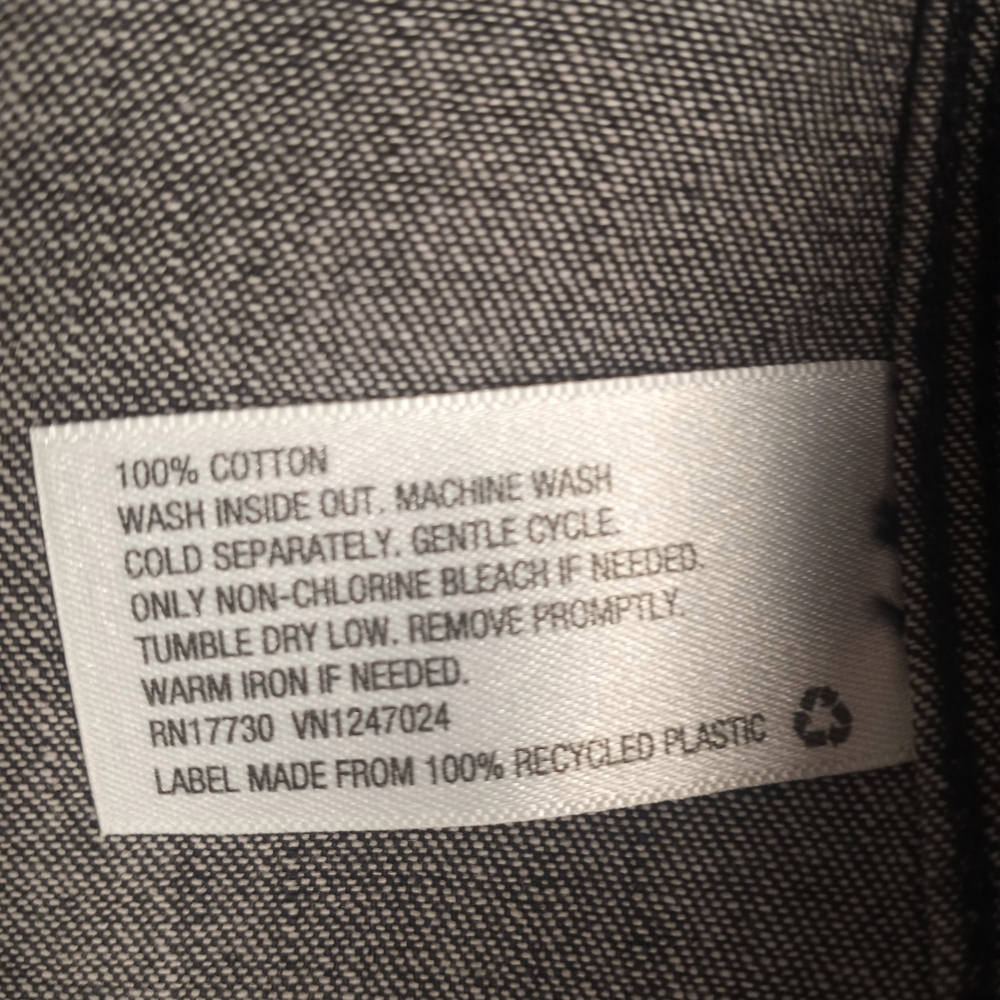 100% COTTON
WASH INSIDE OUT. MACHINE WASH
COLD SEPARATELY. GENTLE CYCLE.
ONLY NON-CHLORINE BLEACH IF NEEDED.
TUMBLE DRY LOW. REMOVE PROMPTLY.
WARM IRON IF NEEDED.
RN17730 VN1247024
LABEL MADE FROM 100% RECYCLED PLASTIC